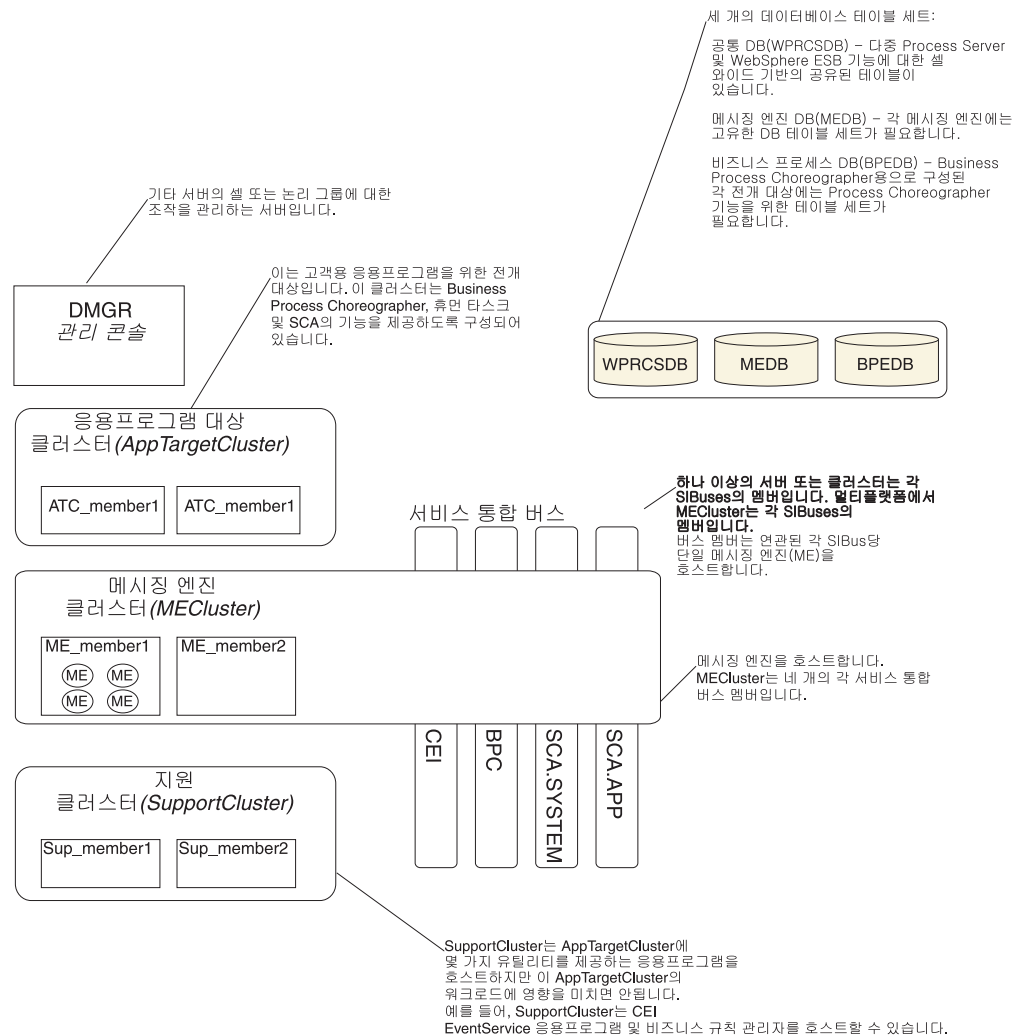 세 개의 데이터베이스 테이블 세트:
공통 DB(WPRCSDB) – 다중 Process Server
및 WebSphere ESB 기능에 대한 셀
와이드 기반의 공유된 테이블이
있습니다.
메시징 엔진 DB(MEDB) – 각 메시징 엔진에는
고유한 DB 테이블 세트가 필요합니다.
비즈니스 프로세스 DB(BPEDB) – Business
Process Choreographer용으로 구성된
각 전개 대상에는 Process Choreographer
기능을 위한 테이블 세트가
필요합니다.
기타 서버의 셀 또는 논리 그룹에 대한
조작을 관리하는 서버입니다.
이는 고객용 응용프로그램을 위한 전개
대상입니다. 이 클러스터는 Business
Process Choreographer, 휴먼 타스크
및 SCA의 기능을 제공하도록 구성되어
있습니다.
DMGR
관리 콘솔
WPRCSDB
MEDB
BPEDB
응용프로그램 대상
클러스터(AppTargetCluster)
ATC_member1
ATC_member1
서비스 통합 버스
하나 이상의 서버 또는 클러스터는 각
SIBuses의 멤버입니다. 멀티플랫폼에서
MECluster는 각 SIBuses의
멤버입니다.
버스 멤버는 연관된 각 SIBus당
단일 메시징 엔진(ME)을
호스트합니다.
메시징 엔진
클러스터(MECluster)
ME_member1
ME
ME
ME
ME
ME_member2
메시징 엔진을 호스트합니다.
MECluster는 네 개의 각 서비스 통합
버스 멤버입니다.
CEI
BPC
SCA.SYSTEM
SCA.APP
지원
클러스터(SupportCluster)
Sup_member1
Sup_member2
SupportCluster는 AppTargetCluster에
몇 가지 유틸리티를 제공하는 응용프로그램을
호스트하지만 이 AppTargetCluster의
워크로드에 영향을 미치면 안됩니다.
예를 들어, SupportCluster는 CEI
EventService 응용프로그램 및 비즈니스 규칙 관리자를 호스트할 수 있습니다.